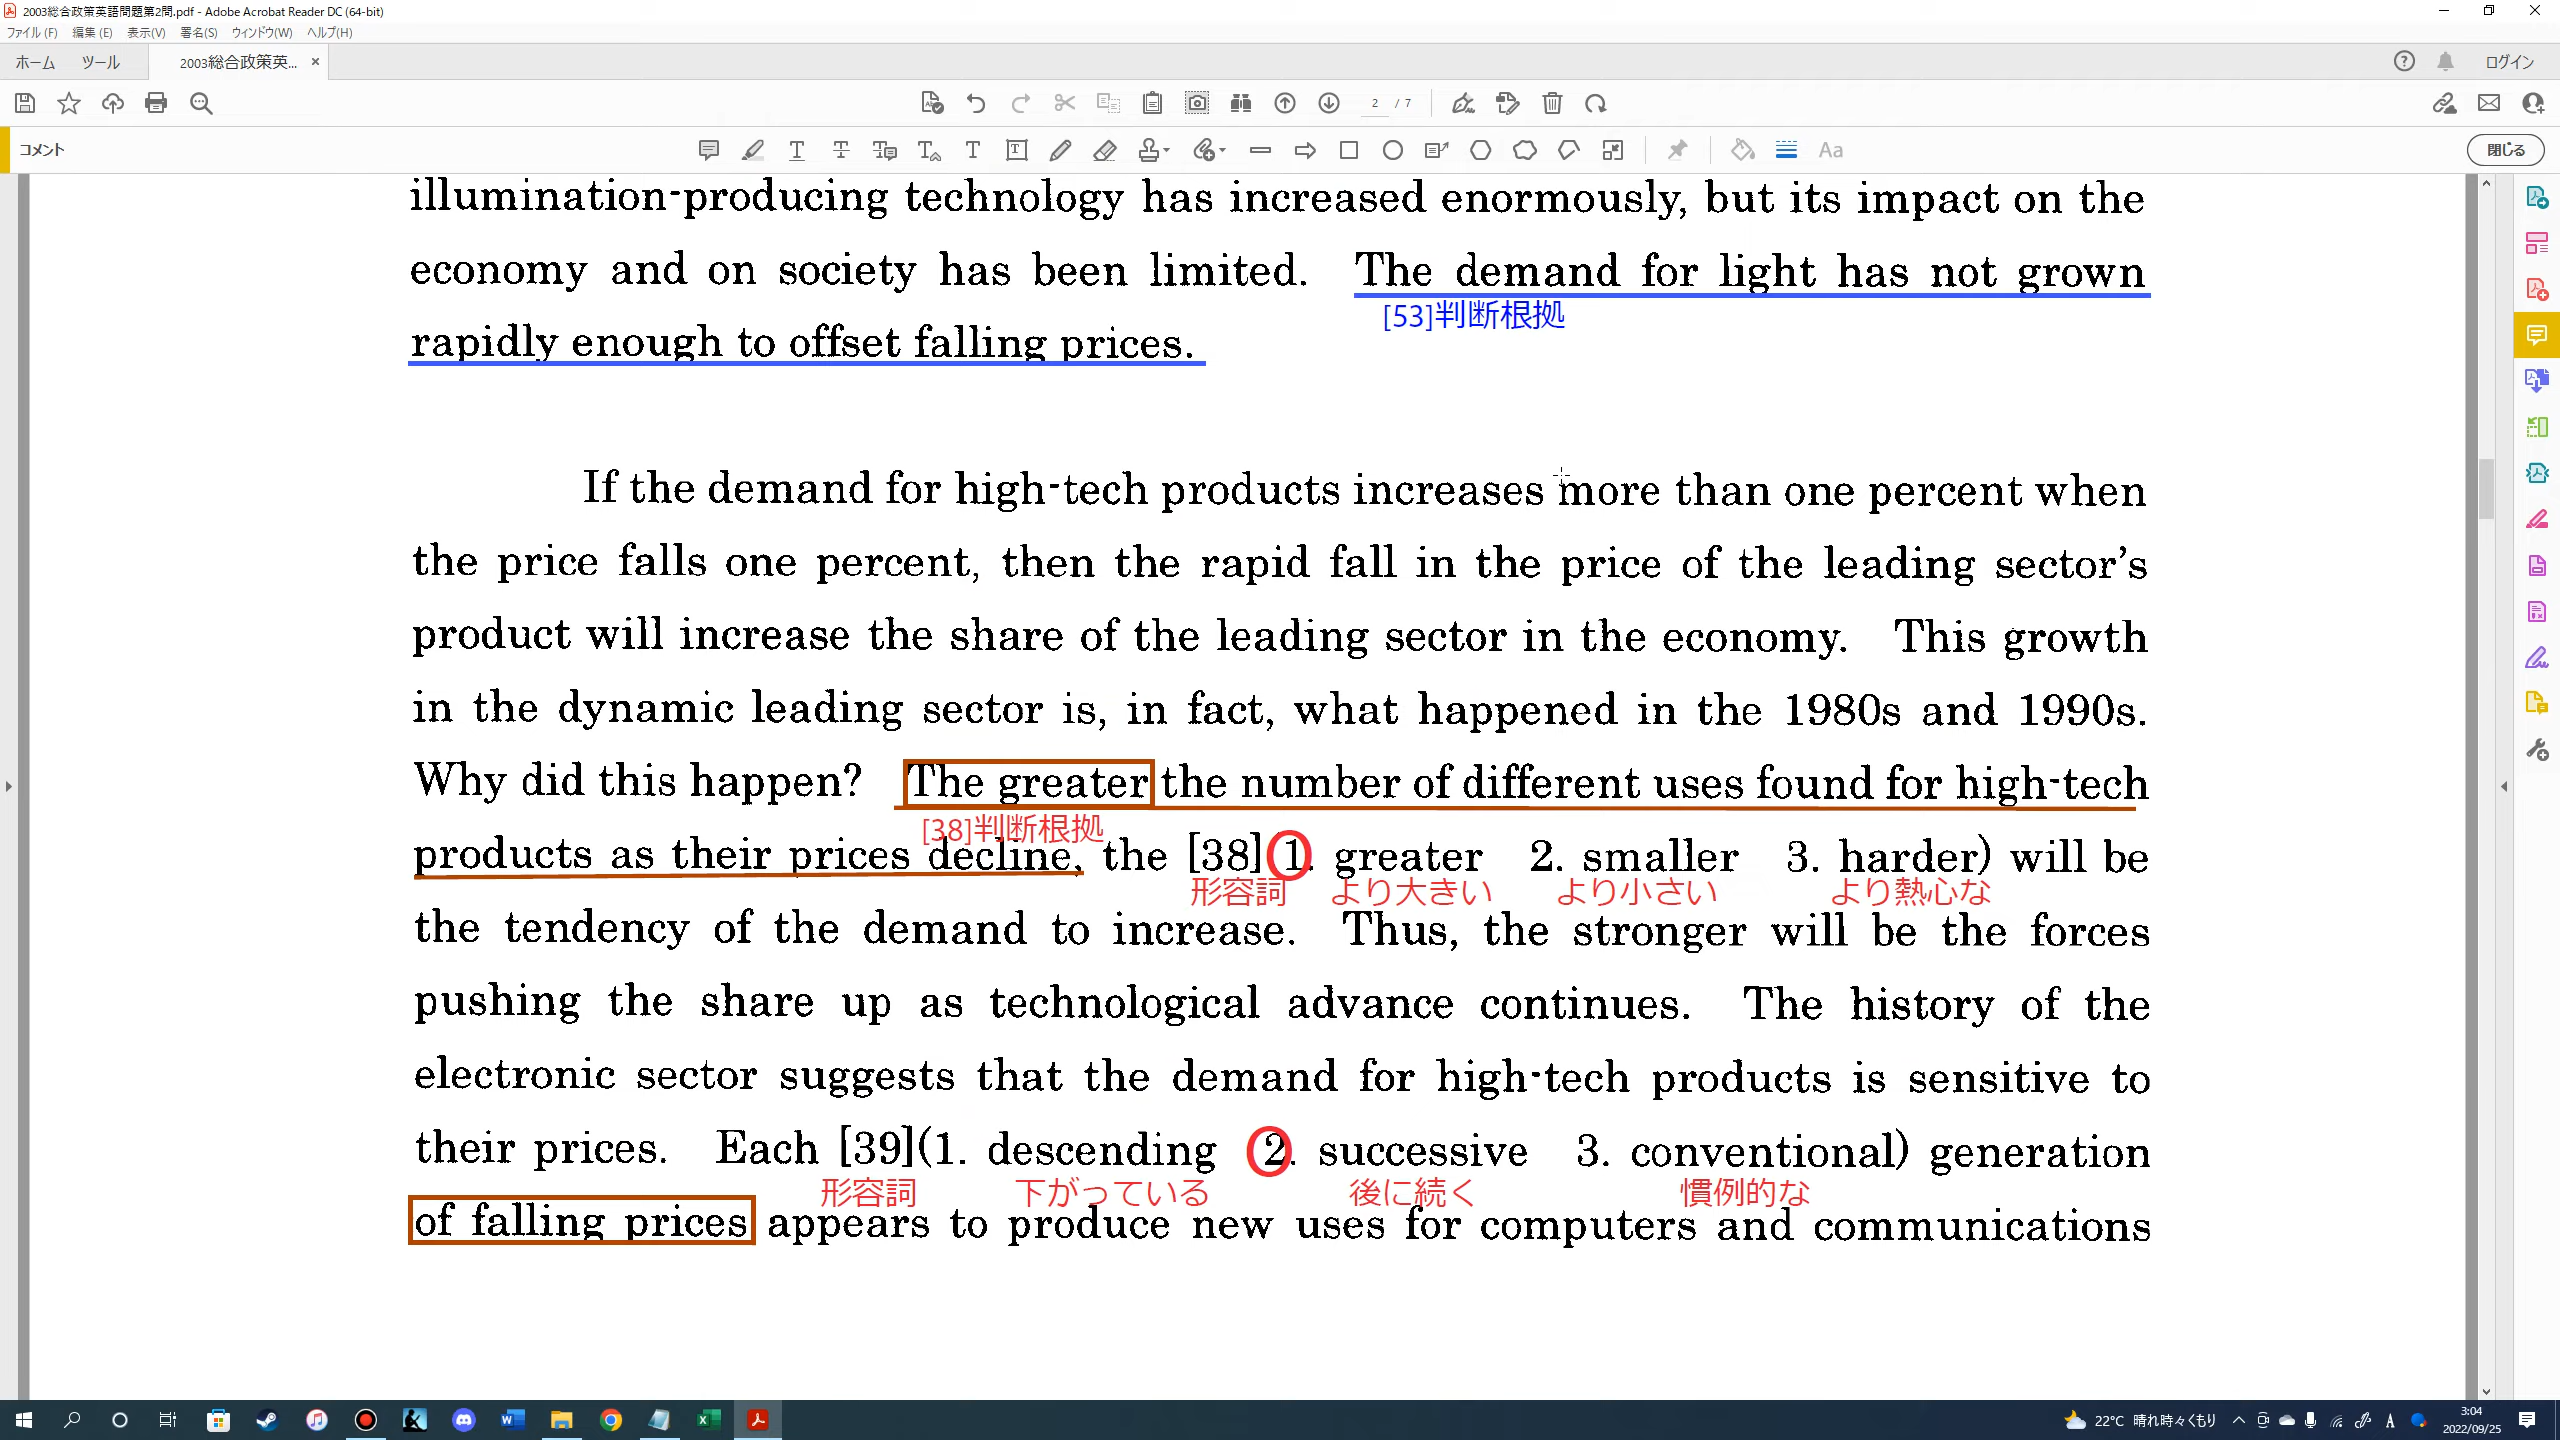 2003総合政策英語問題第2問.pdf - Adobe Acrobat Reader DC (64-bit)
ファイル(F) 編集(E) 表示(V) 署名(S) ウィンドウ(W) ヘルプ(H)
ホーム ツール 2003総合政策英... × ログイン
2 / 7
コメント 閉じる
illumination-producing technology has increased enormously, but its impact on the
economy and on society has been limited. The demand for light has not grown
[53]判断根拠
rapidly enough to offset falling prices.
If the demand for high-tech products increases more than one percent when
the price falls one percent, then the rapid fall in the price of the leading sector's
product will increase the share of the leading sector in the economy. This growth
in the dynamic leading sector is, in fact, what happened in the 1980s and 1990s.
Why did this happen? The greater the number of different uses found for high-tech
[38]判断根拠
products as their prices decline, the [38](1. greater 2. smaller 3. harder) will be
形容詞 より大きい より小さい より熱心な
the tendency of the demand to increase. Thus, the stronger will be the forces
pushing the share up as technological advance continues. The history of the
electronic sector suggests that the demand for high-tech products is sensitive to
their prices. Each [39](1. descending 2. successive 3. conventional) generation
形容詞 下がっている 後に続く 慣例的な
of falling prices appears to produce new uses for computers and communications
22°C 晴れ時々くもり A 3:04
2022/09/25